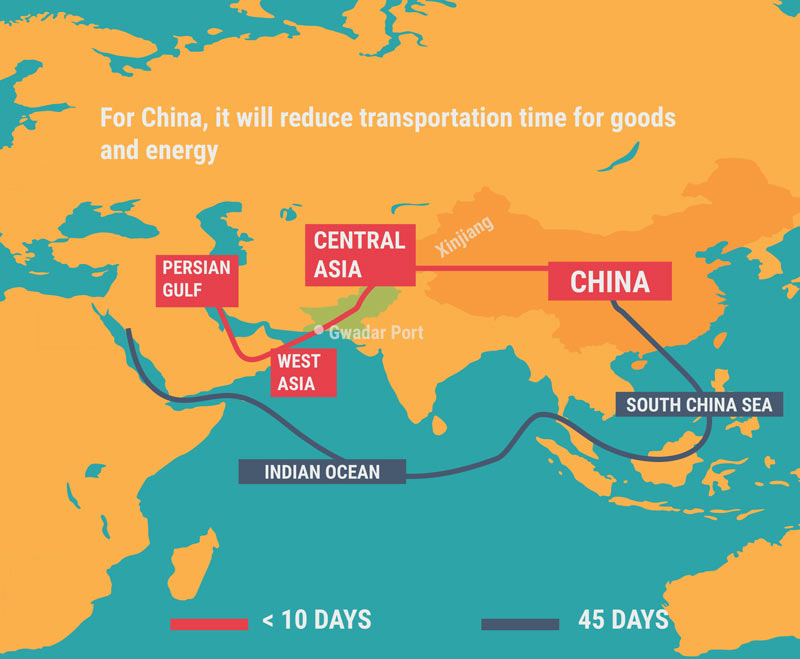 For China, it will reduce transportation time for goods
and energy
Xinjiang
CENTRAL
ASIA
PERSIAN
GULF
CHINA
Gwadar Port
WEST
ASIA
SOUTH CHINA SEA
INDIAN OCEAN
< 10 DAYS
45 DAYS